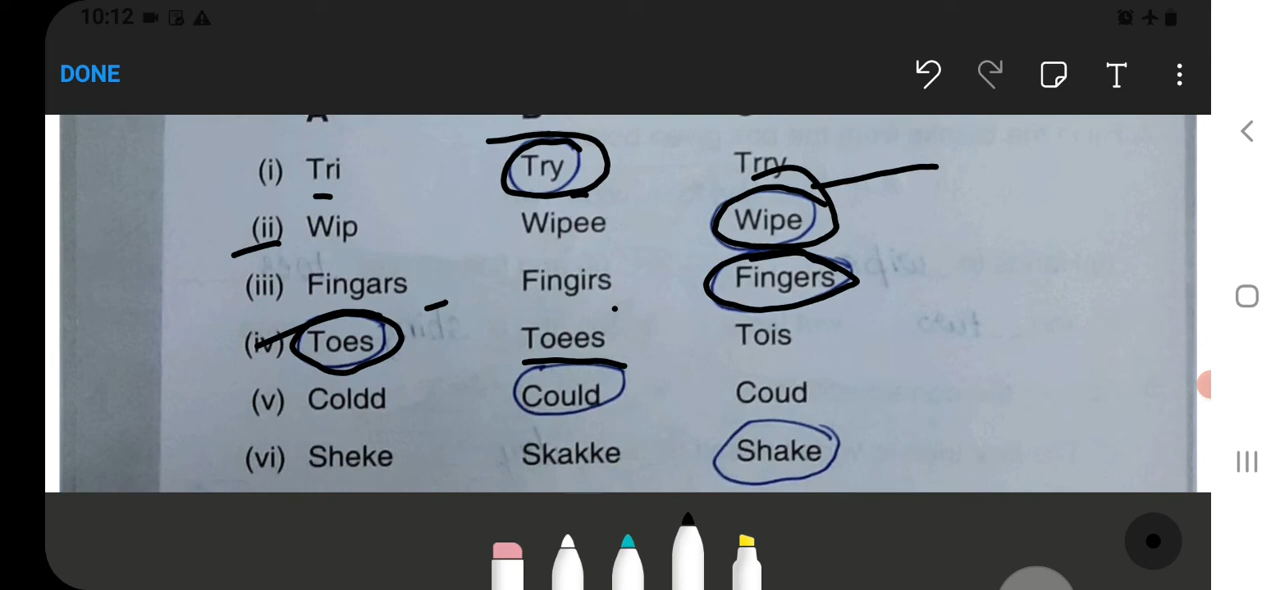 10:12
DONE
T
A B
(i) Tri Try Trry
(ii) Wip Wipee Wipe
(iii) Fingars Fingirs Fingers
(iv) Toes Toees Tois
(v) Coldd Could Coud
(vi) Sheke Skakke Shake